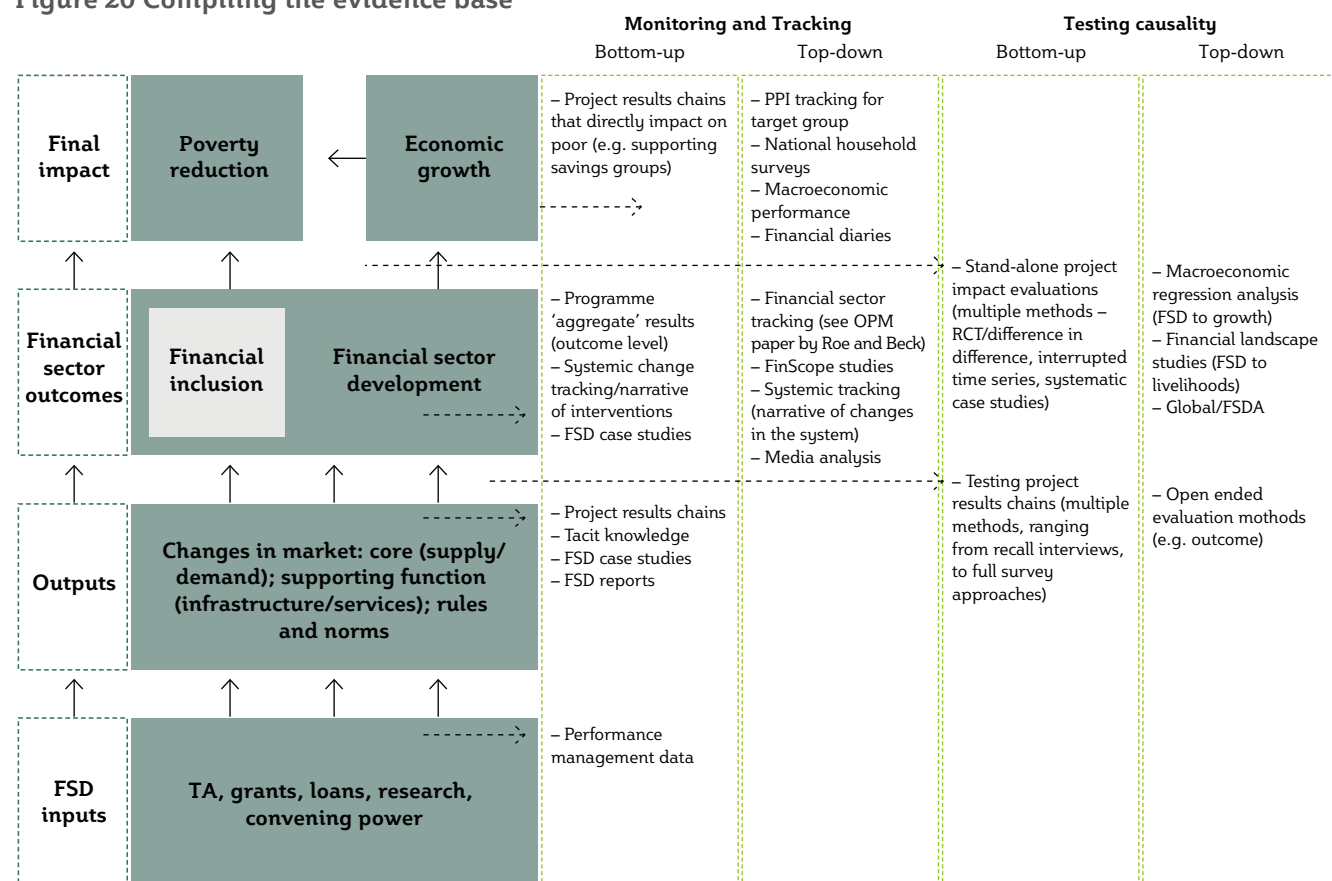 Figure 20 Compiling the evidence base
Monitoring and Tracking
Testing causality
Bottom-up
Top-down
Bottom-up
Top-down
Final
impact
Poverty
reduction
Economic
growth
– Project results chains
that directly impact on
poor (e.g. supporting
savings groups)
– PPI tracking for
target group
– National household
surveys
– Macroeconomic
performance
– Financial diaries
Financial
sector
outcomes
Financial
inclusion
Financial sector
development
– Programme
‘aggregate’ results
(outcome level)
– Systemic change
tracking/narrative
of interventions
– FSD case studies
– Financial sector
tracking (see OPM
paper by Roe and Beck)
– FinScope studies
– Systemic tracking
(narrative of changes
in the system)
– Media analysis
– Stand-alone project
impact evaluations
(multiple methods –
RCT/difference in
difference, interrupted
time series, systematic
case studies)
– Macroeconomic
regression analysis
(FSD to growth)
– Financial landscape
studies (FSD to
livelihoods)
– Global/FSDA
Outputs
Changes in market: core (supply/
demand); supporting function
(infrastructure/services); rules
and norms
– Project results chains
– Tacit knowledge
– FSD case studies
– FSD reports
– Testing project
results chains (multiple
methods, ranging
from recall interviews,
to full survey
approaches)
– Open ended
evaluation mothods
(e.g. outcome)
FSD
inputs
TA, grants, loans, research,
convening power
– Performance
management data